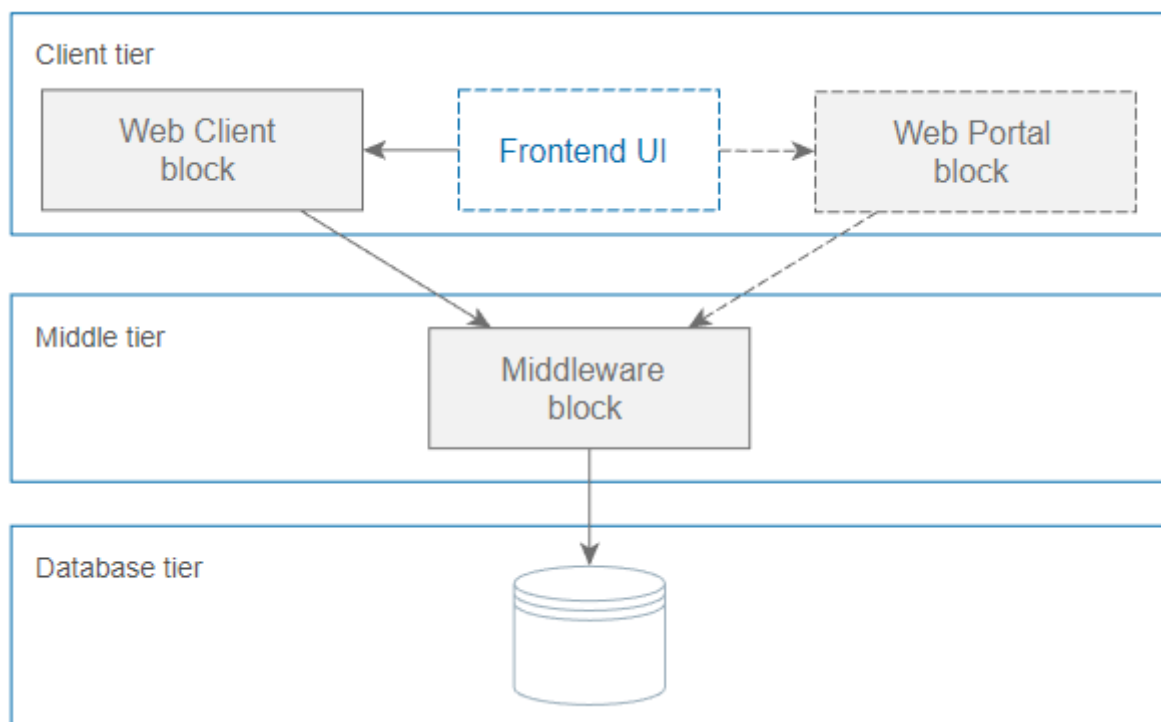 Client tier
Web Client
block
Frontend UI
Web Portal
block
Middle tier
Middleware
block
Database tier